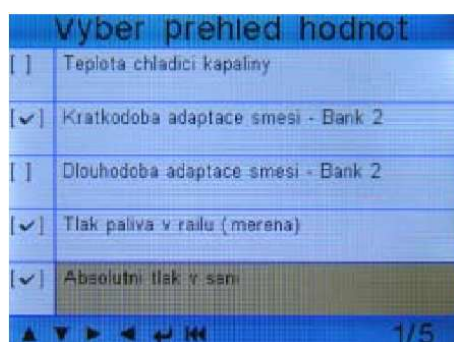 Vyber prehled hodnot
[ ] Teplota chladici kapaliny
[✓] Kratkodoba adaptace smesi - Bank 2
[ ] Dlouhodoba adaptace smesi - Bank 2
[✓] Tlak paliva v railu (merena)
[✓] Absolutni tlak v sani
1/5